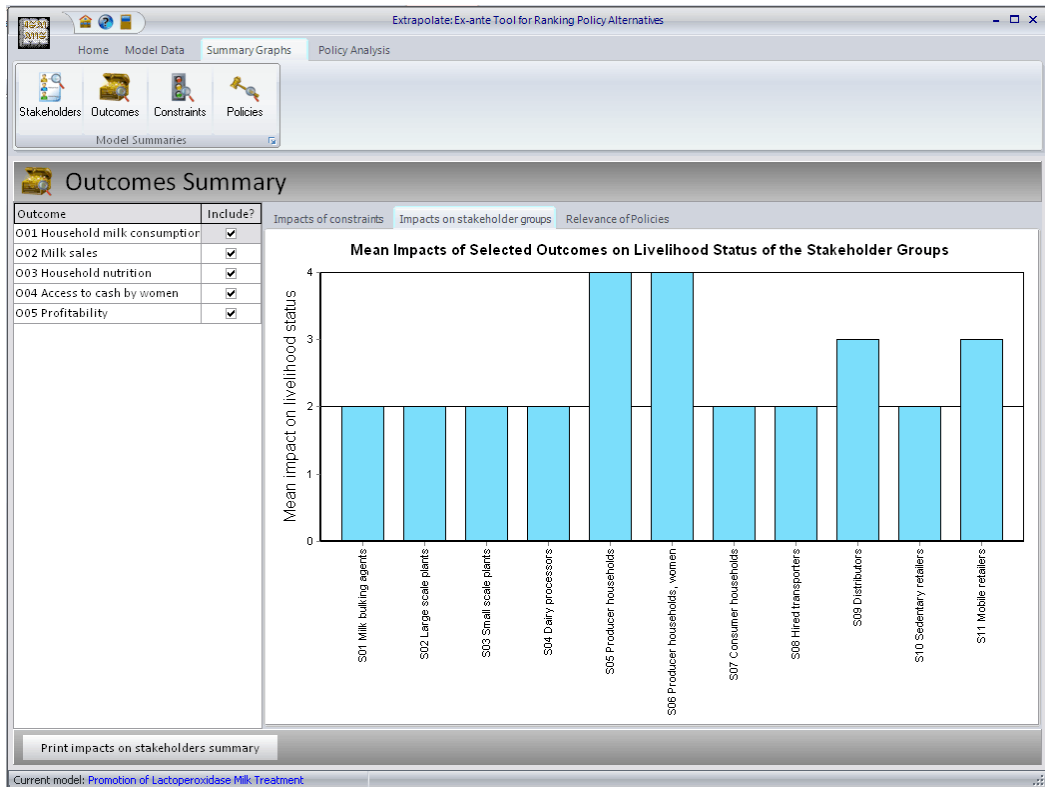 Extrapolate: Ex-ante Tool for Ranking Policy Alternatives
Home Model Data Summary Graphs Policy Analysis
Stakeholders Outcomes Constraints Policies
Model Summaries
Outcomes Summary
Outcome Include?
O01 Household milk consumption
O02 Milk sales
O03 Household nutrition
O04 Access to cash by women
O05 Profitability
Impacts of constraints Impacts on stakeholder groups Relevance of Policies
Mean Impacts of Selected Outcomes on Livelihood Status of the Stakeholder Groups
Mean impact on livelihood status
4
3
2
1
0
S01 Milk bulking agents
S02 Large scale plants
S03 Small scale plants
S04 Dairy processors
S05 Producer households
S06 Producer households, women
S07 Consumer households
S08 Hired transporters
S09 Distributors
S10 Sedentary retailers
S11 Mobile retailers
Print impacts on stakeholders summary
Current model: Promotion of Lactoperoxidase Milk Treatment